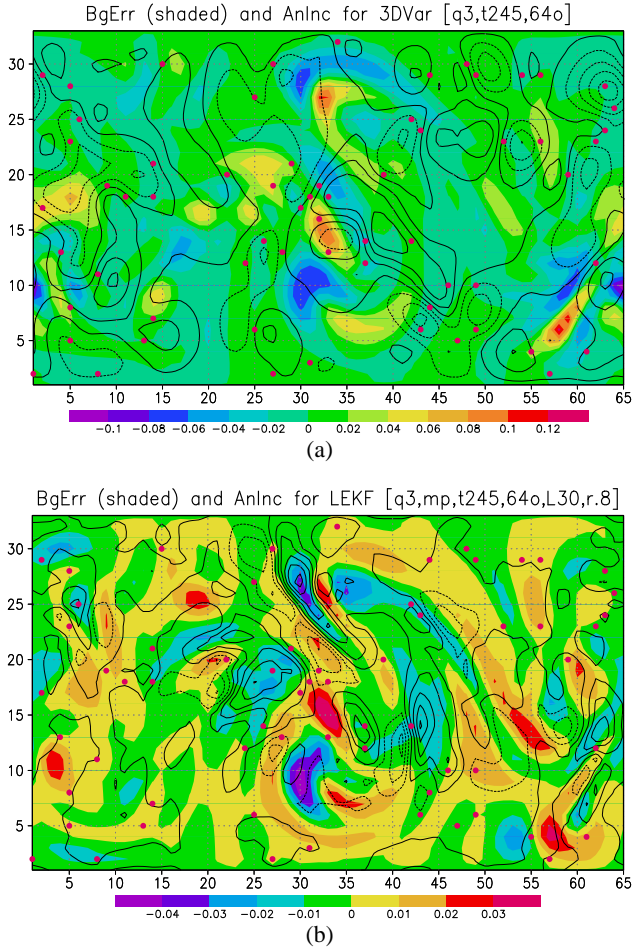 BgErr (shaded) and AnInc for 3DVar [q3,t245,64o]
30
25
20
15
10
5
5 10 15 20 25 30 35 40 45 50 55 60 65
-0.1 -0.08 -0.06 -0.04 -0.02 0 0.02 0.04 0.06 0.08 0.1 0.12
(a)
BgErr (shaded) and AnInc for LEKF [q3,mp,t245,64o,L30,r.8]
30
25
20
15
10
5
5 10 15 20 25 30 35 40 45 50 55 60 65
-0.04 -0.03 -0.02 -0.01 0 0.01 0.02 0.03
(b)